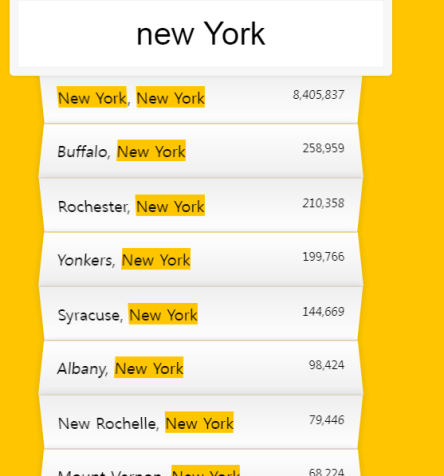 new York
New York, New York 8,405,837
Buffalo, New York 258,959
Rochester, New York 210,358
Yonkers, New York 199,766
Syracuse, New York 144,669
Albany, New York 98,424
New Rochelle, New York 79,446
Mount Vernon, New York 68,224